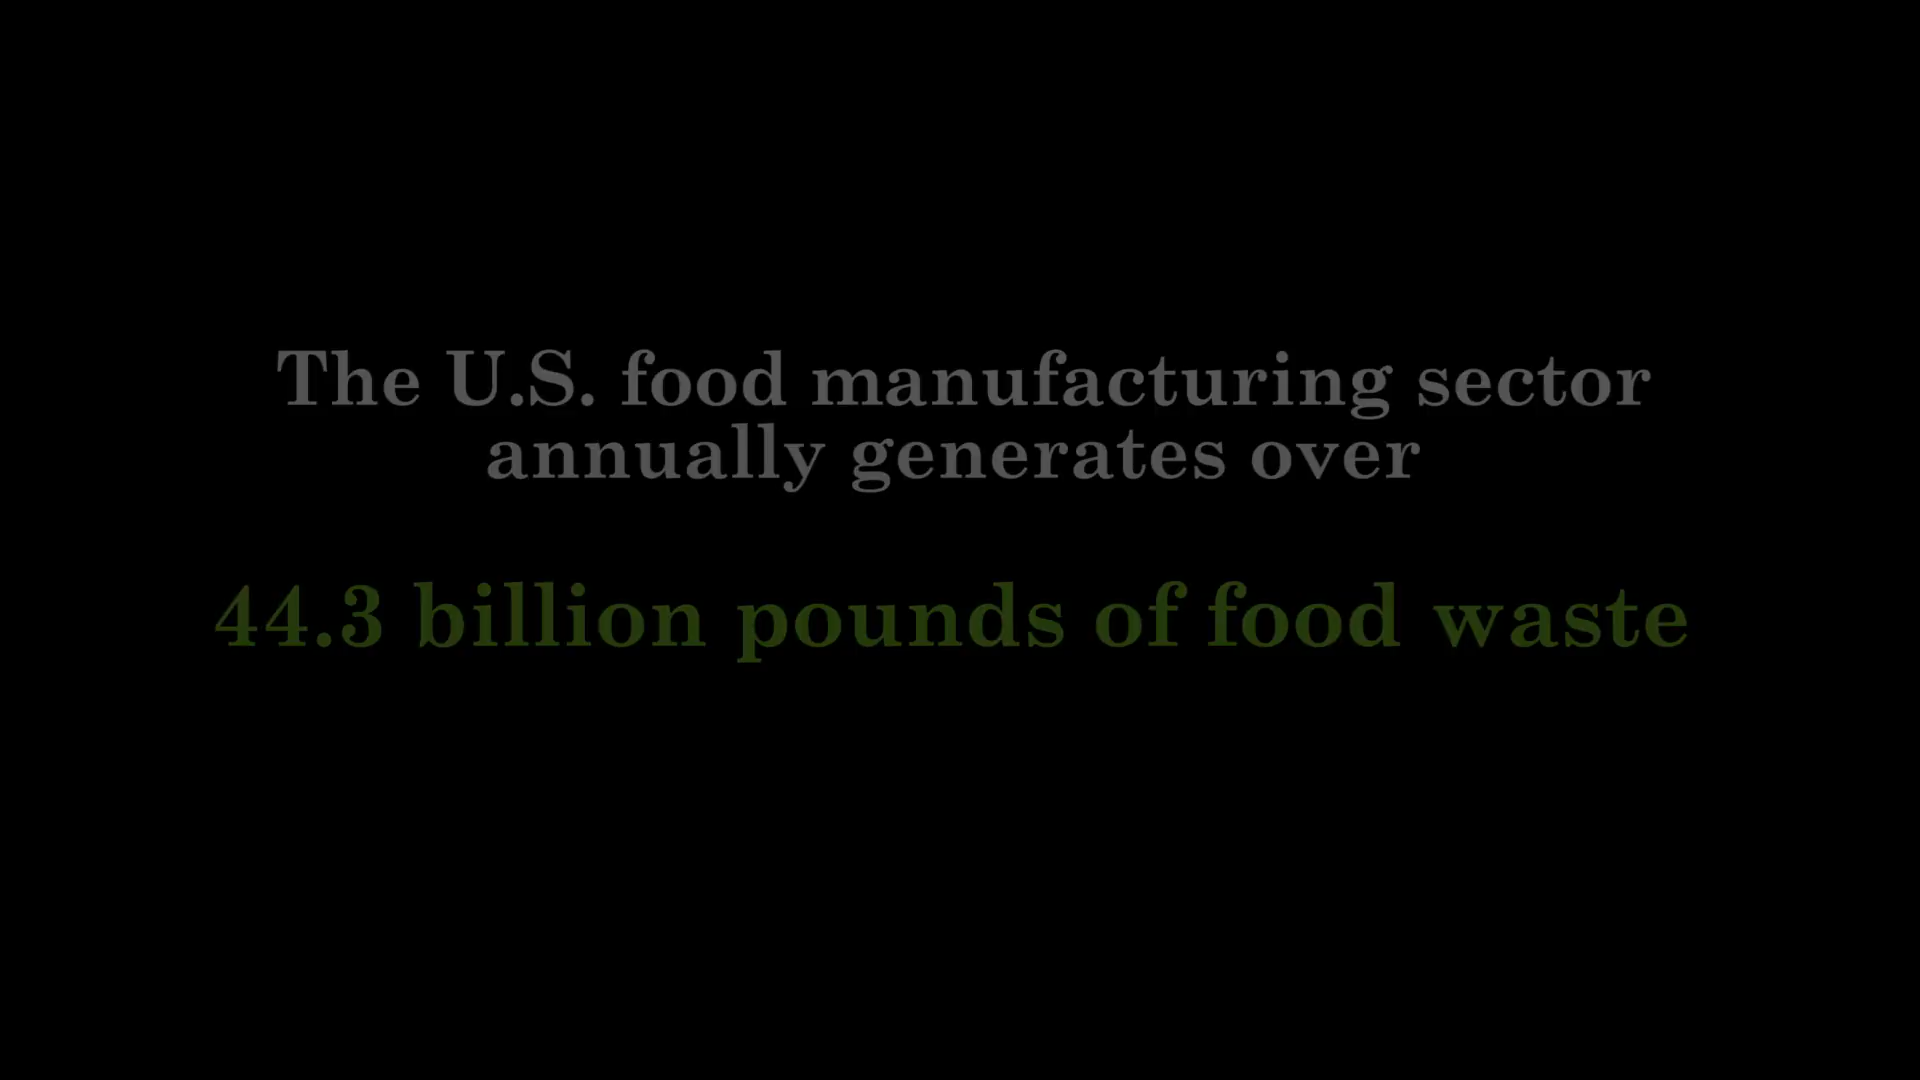 The U.S. food manufacturing sector
annually generates over
44.3 billion pounds of food waste